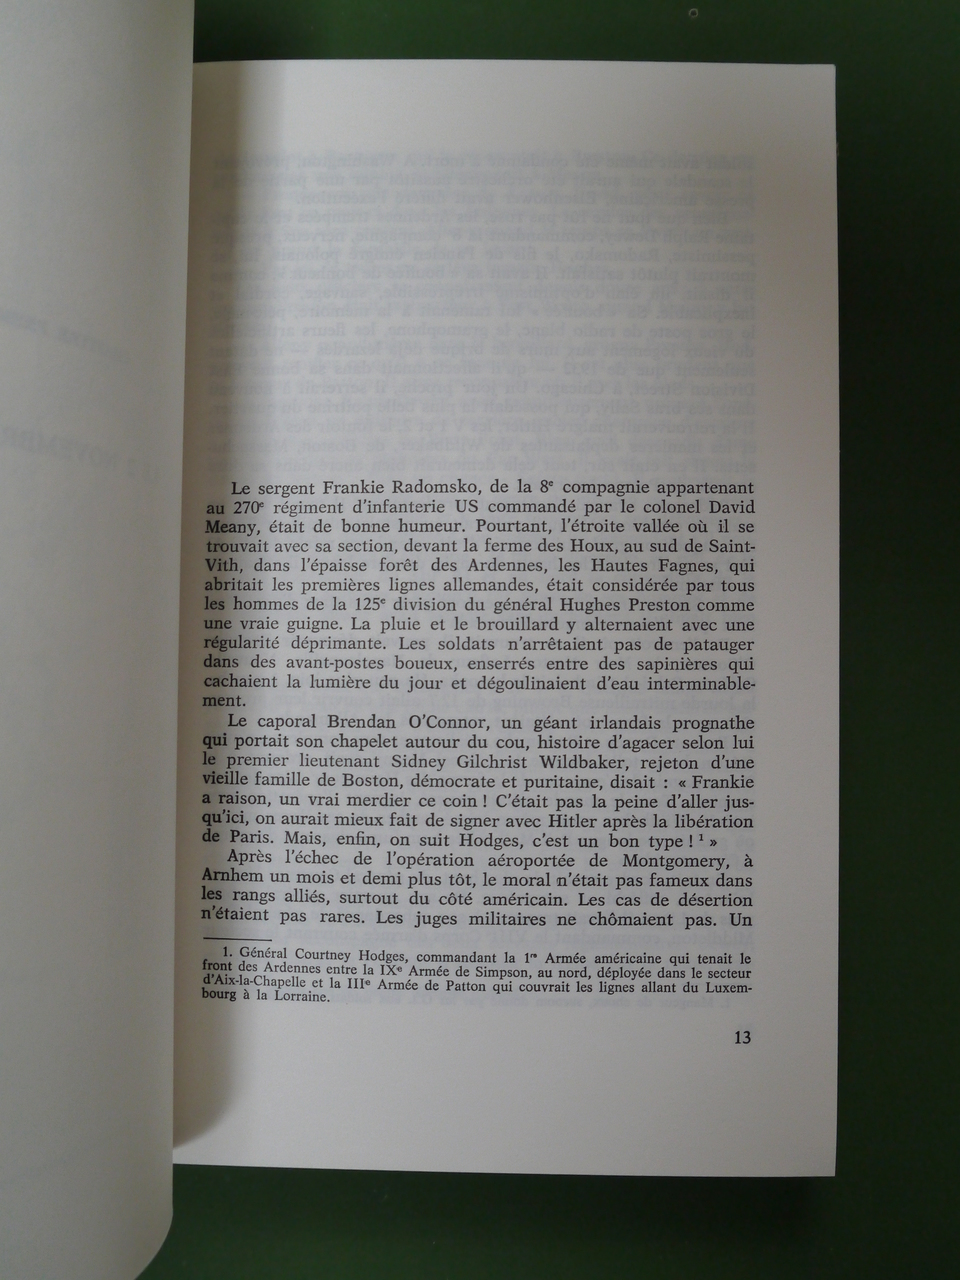 Le sergent Frankie Radomsko, de la 8e compagnie appartenant
au 270e régiment d'infanterie US commandé par le colonel David
Meany, était de bonne humeur. Pourtant, l'étroite vallée où il se
trouvait avec sa section, devant la ferme des Houx, au sud de Saint-
Vith, dans l'épaisse forêt des Ardennes, les Hautes Fagnes, qui
abritait les premières lignes allemandes, était considérée par tous
les hommes de la 125e division du général Hughes Preston comme
une vraie guigne. La pluie et le brouillard y alternaient avec une
régularité déprimante. Les soldats n'arrêtaient pas de patauger
dans des avant-postes boueux, enserrés entre des sapinières qui
cachaient la lumière du jour et dégoulinaient d'eau interminable-
ment.
Le caporal Brendan O'Connor, un géant irlandais prognathe
qui portait son chapelet autour du cou, histoire d'agacer selon lui
le premier lieutenant Sidney Gilchrist Wildbaker, rejeton d'une
vieille famille de Boston, démocrate et puritaine, disait : « Frankie
a raison, un vrai merdier ce coin ! C'était pas la peine d'aller jus-
qu'ici, on aurait mieux fait de signer avec Hitler après la libération
de Paris. Mais, enfin, on suit Hodges, c'est un bon type ! 1 »
Après l'échec de l'opération aéroportée de Montgomery, à
Arnhem un mois et demi plus tôt, le moral n'était pas fameux dans
les rangs alliés, surtout du côté américain. Les cas de désertion
n'étaient pas rares. Les juges militaires ne chômaient pas. Un
1. Général Courtney Hodges, commandant la 1re Armée américaine qui tenait le
front des Ardennes entre la IXe Armée de Simpson, au nord, déployée dans le secteur
d'Aix-la-Chapelle et la IIIe Armée de Patton qui couvrait les lignes allant du Luxem-
bourg à la Lorraine.
13